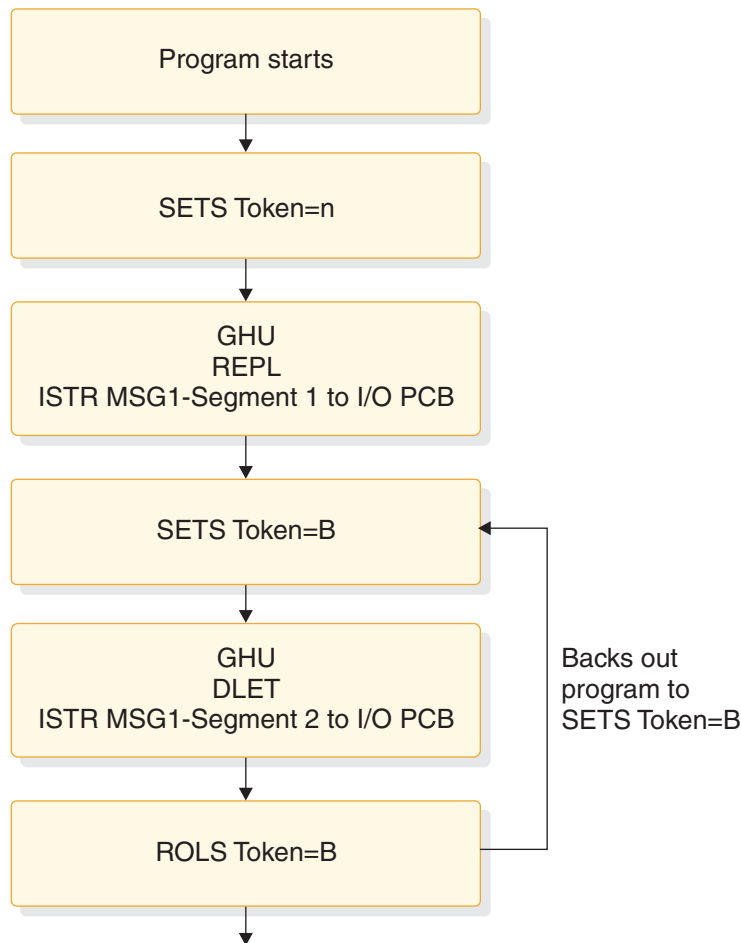 Program starts
SETS Token=n
GHU
REPL
ISTR MSG1-Segment 1 to I/O PCB
SETS Token=B
GHU
DLET
ISTR MSG1-Segment 2 to I/O PCB
Backs out
program to
SETS Token=B
ROLS Token=B